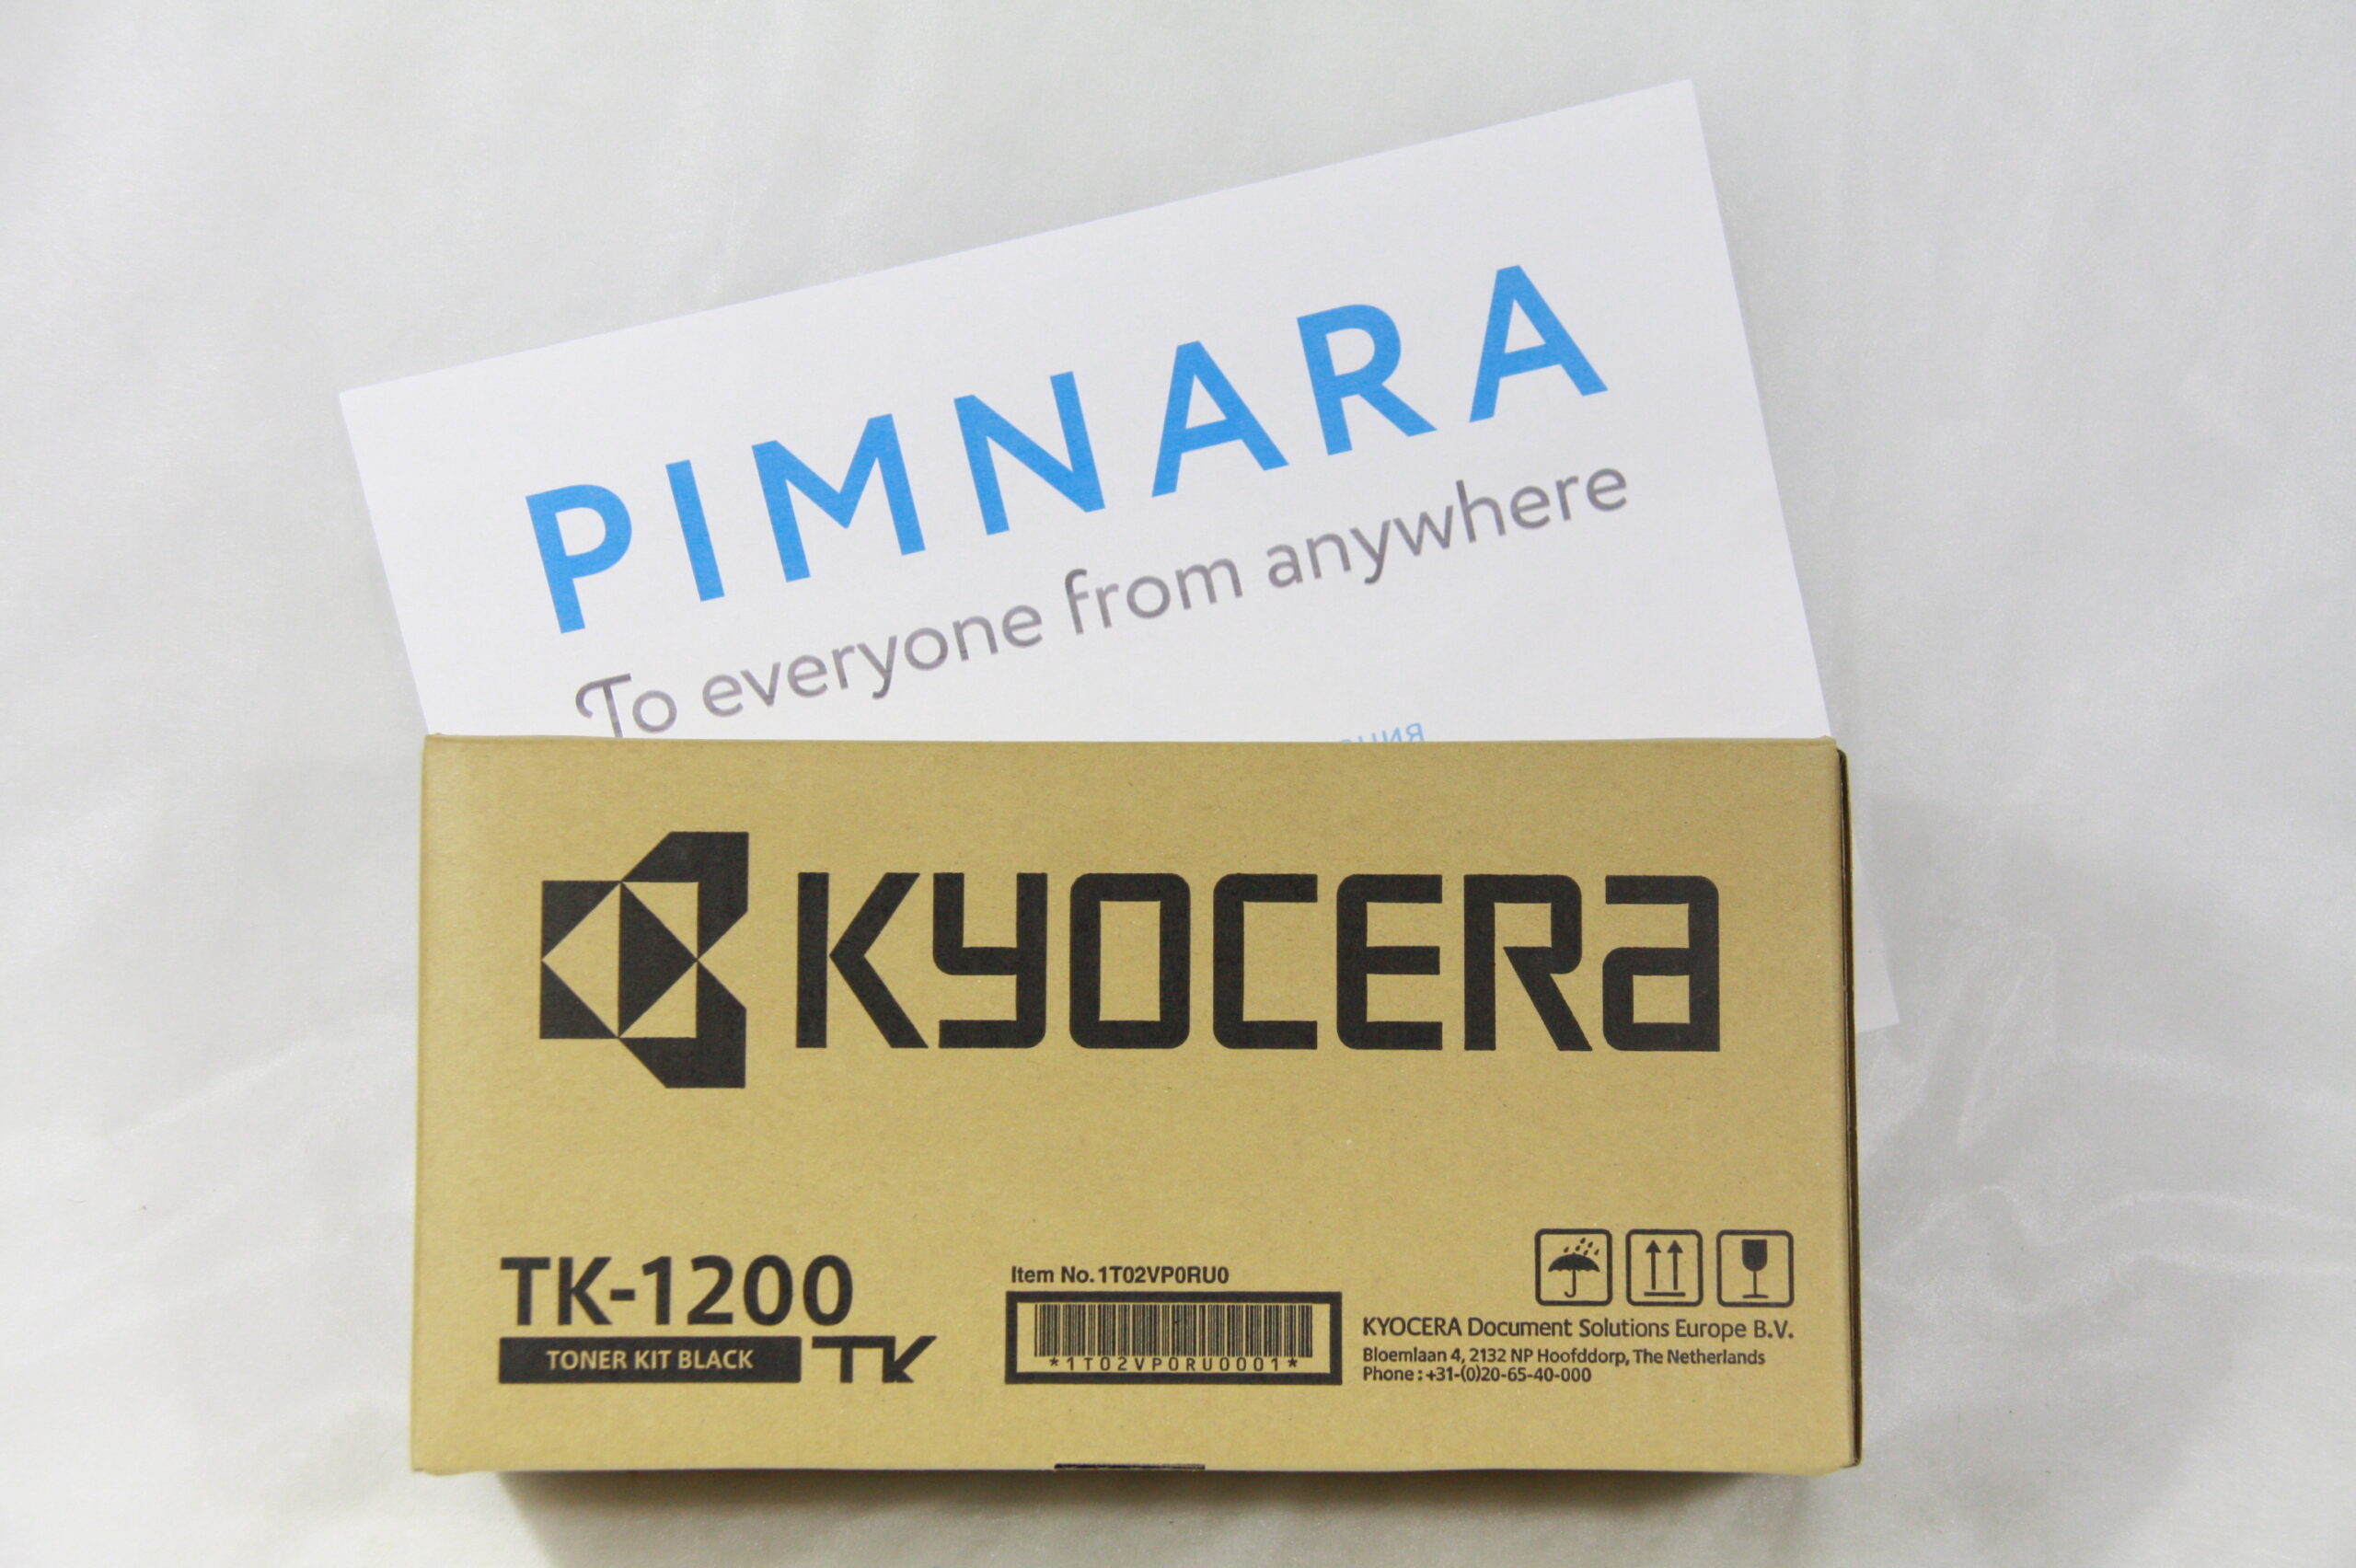 PIMNARA
To everyone from anywhere
KYOCERA
TK-1200
TONER KIT BLACK
TK
Item No. 1T02VP0RU0
*1T02VP0RU0001*
KYOCERA Document Solutions Europe B.V.
Bloemlaan 4, 2132 NP Hoofddorp, The Netherlands
Phone : +31-(0)20-65-40-000